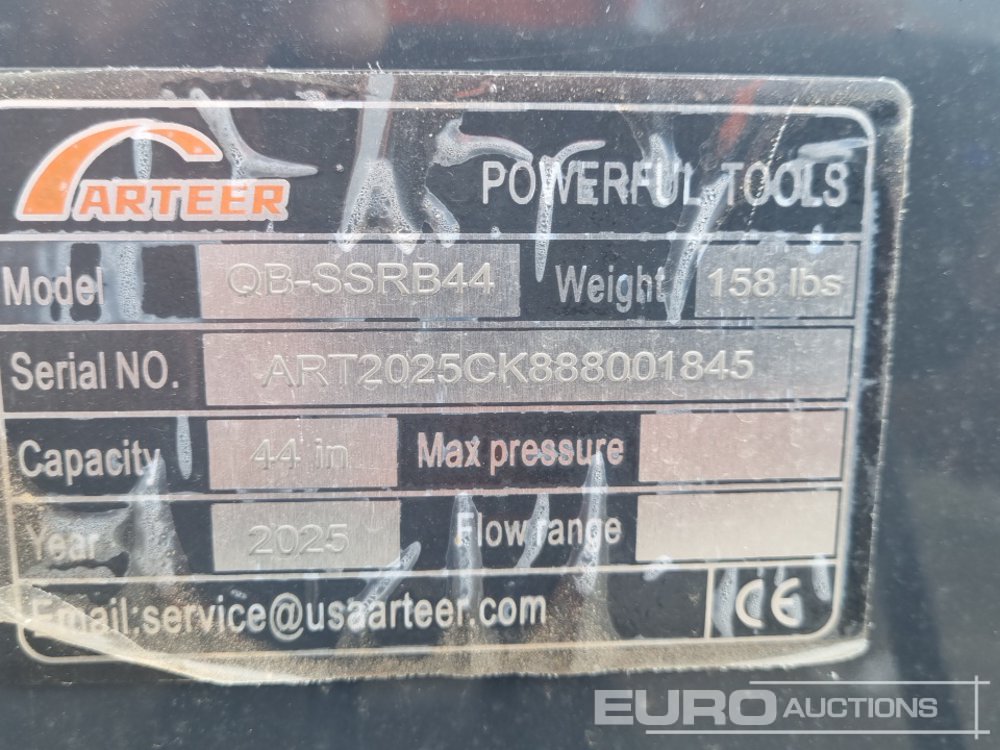 ARTEER
POWERFUL TOOLS
Model QB-SSRB44 Weight 158 lbs
Serial NO. ART2025CK888001845
Capacity 44 in Max pressure
Year 2025 Flow range
Email:service@usaarteer.com CE
EURO AUCTIONS